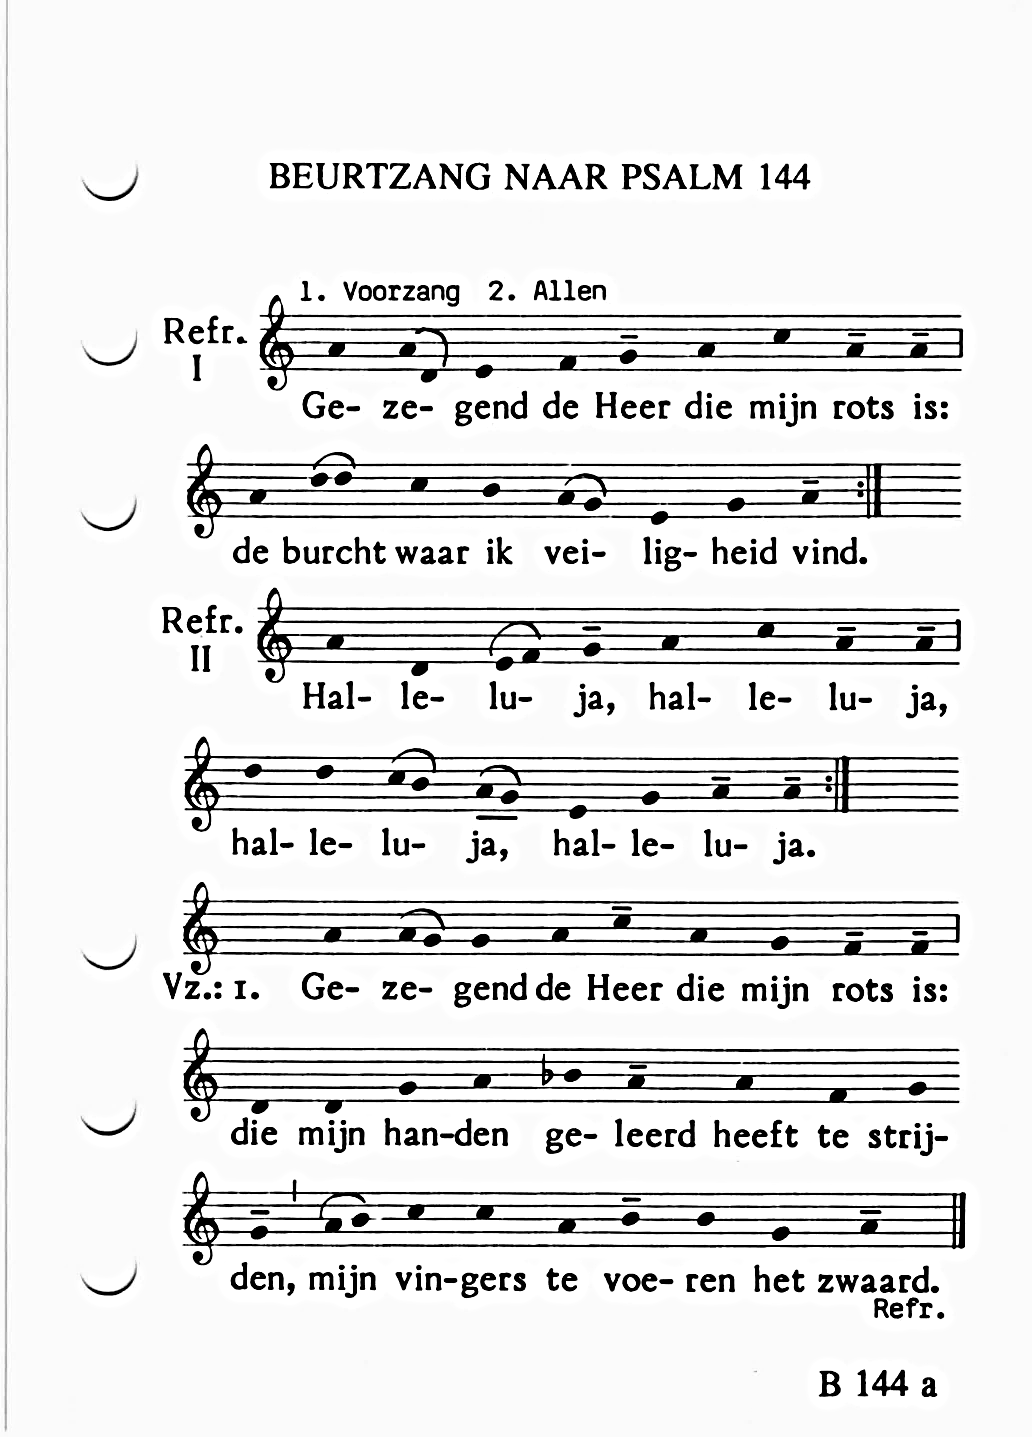 BEURTZANG NAAR PSALM 144
1. Voorzang 2. Allen
Refr.
I
Ge- ze- gend de Heer die mijn rots is:
de burcht waar ik vei- lig- heid vind.
Refr.
II
Hal- le- lu- ja, hal- le- lu- ja,
hal- le- lu- ja, hal- le- lu- ja.
Vz.: 1. Ge- ze- gend de Heer die mijn rots is:
die mijn han-den ge- leerd heeft te strij-
den, mijn vin-gers te voe- ren het zwaard.
Refr.
B 144 a